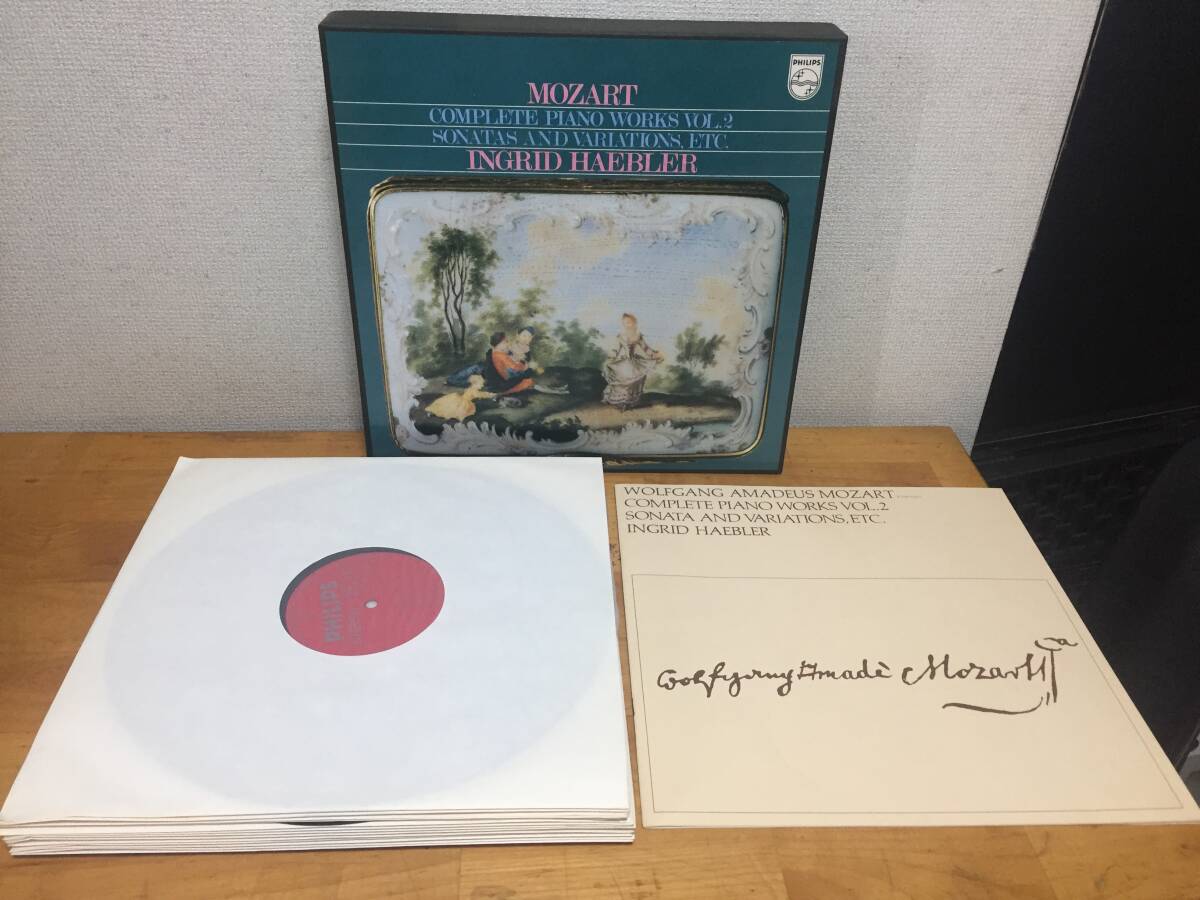 PHILIPS
MOZART
COMPLETE PIANO WORKS VOL.2
SONATAS AND VARIATIONS, ETC.
INGRID HAEBLER
PHILIPS
WOLFGANG AMADEUS MOZART
COMPLETE PIANO WORKS VOL.2
SONATA AND VARIATIONS, ETC.
INGRID HAEBLER
Wolfgang Amadè Mozart